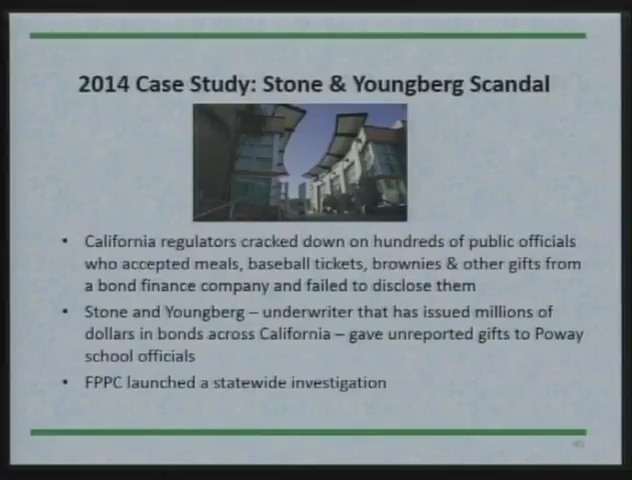 2014 Case Study: Stone & Youngberg Scandal
• California regulators cracked down on hundreds of public officials
who accepted meals, baseball tickets, brownies & other gifts from
a bond finance company and failed to disclose them
• Stone and Youngberg – underwriter that has issued millions of
dollars in bonds across California – gave unreported gifts to Poway
school officials
• FPPC launched a statewide investigation
45